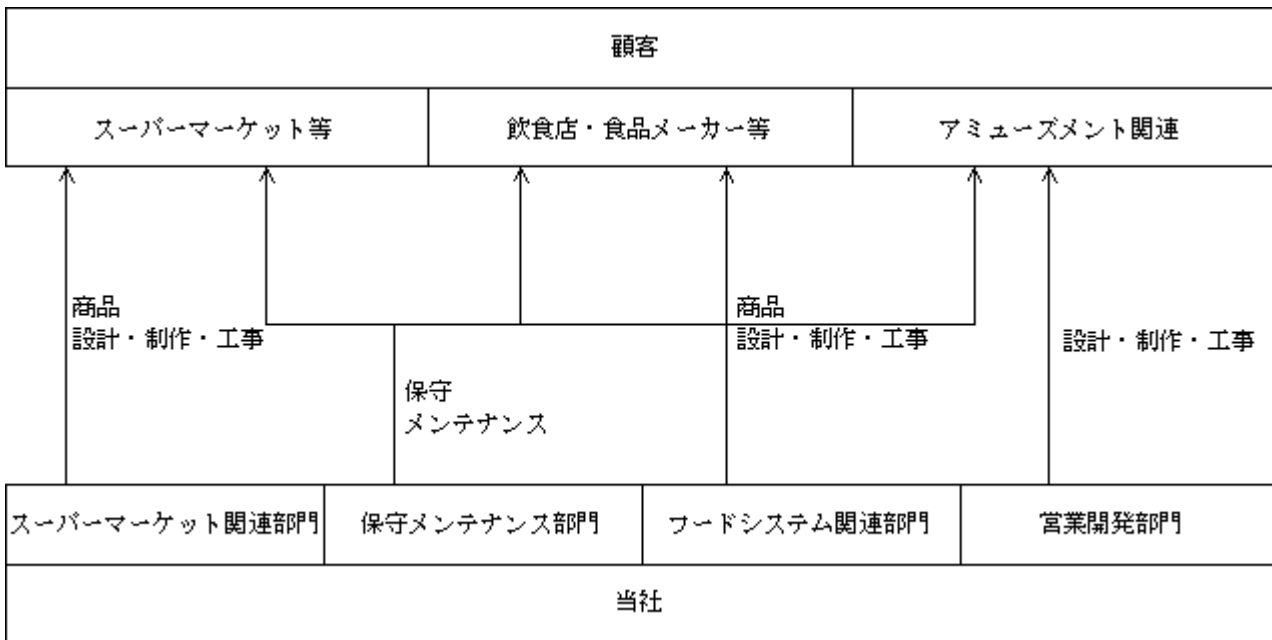 顧客
スーパーマーケット等
飲食店・食品メーカー等
アミューズメント関連
商品
設計・制作・工事
商品
設計・制作・工事
設計・制作・工事
保守
メンテナンス
スーパーマーケット関連部門
保守メンテナンス部門
フードシステム関連部門
営業開発部門
当社